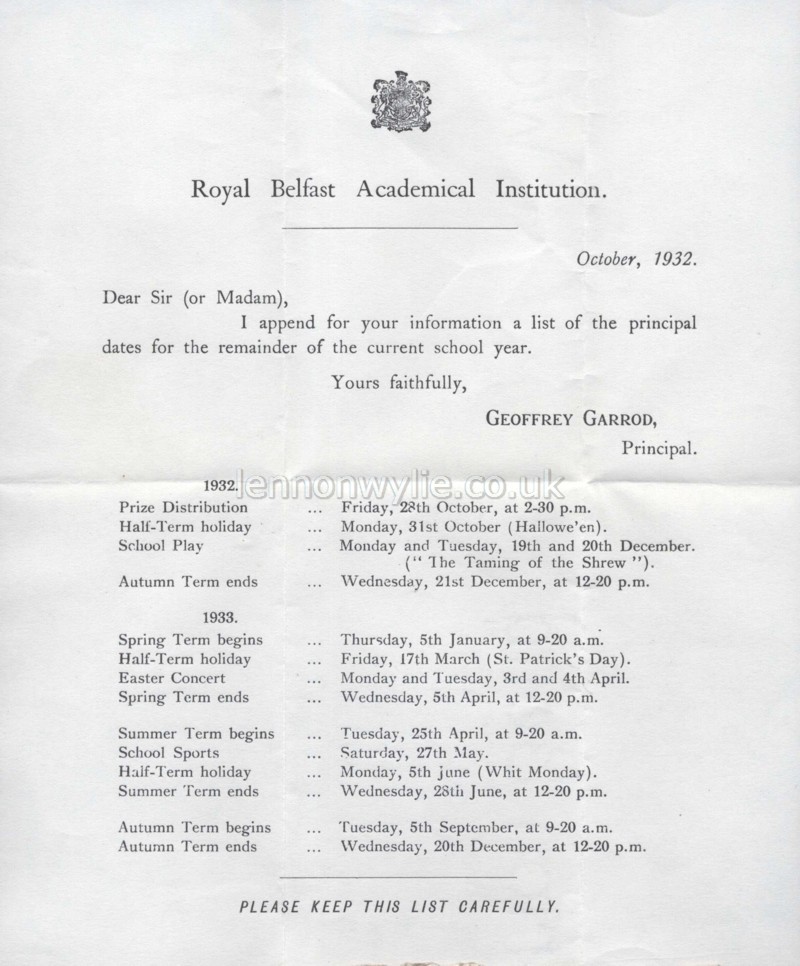 Royal Belfast Academical Institution.
October, 1932.
Dear Sir (or Madam),
I append for your information a list of the principal
dates for the remainder of the current school year.
Yours faithfully,
GEOFFREY GARROD,
Principal.
lennonwylie.co.uk
1932.
Prize Distribution ... Friday, 28th October, at 2-30 p.m.
Half-Term holiday ... Monday, 31st October (Hallowe'en).
School Play ... Monday and Tuesday, 19th and 20th December.
(" The Taming of the Shrew ").
Autumn Term ends ... Wednesday, 21st December, at 12-20 p.m.
1933.
Spring Term begins ... Thursday, 5th January, at 9-20 a.m.
Half-Term holiday ... Friday, 17th March (St. Patrick's Day).
Easter Concert ... Monday and Tuesday, 3rd and 4th April.
Spring Term ends ... Wednesday, 5th April, at 12-20 p.m.
Summer Term begins ... Tuesday, 25th April, at 9-20 a.m.
School Sports ... Saturday, 27th May.
Half-Term holiday ... Monday, 5th june (Whit Monday).
Summer Term ends ... Wednesday, 28th June, at 12-20 p.m.
Autumn Term begins ... Tuesday, 5th September, at 9-20 a.m.
Autumn Term ends ... Wednesday, 20th December, at 12-20 p.m.
PLEASE KEEP THIS LIST CAREFULLY.